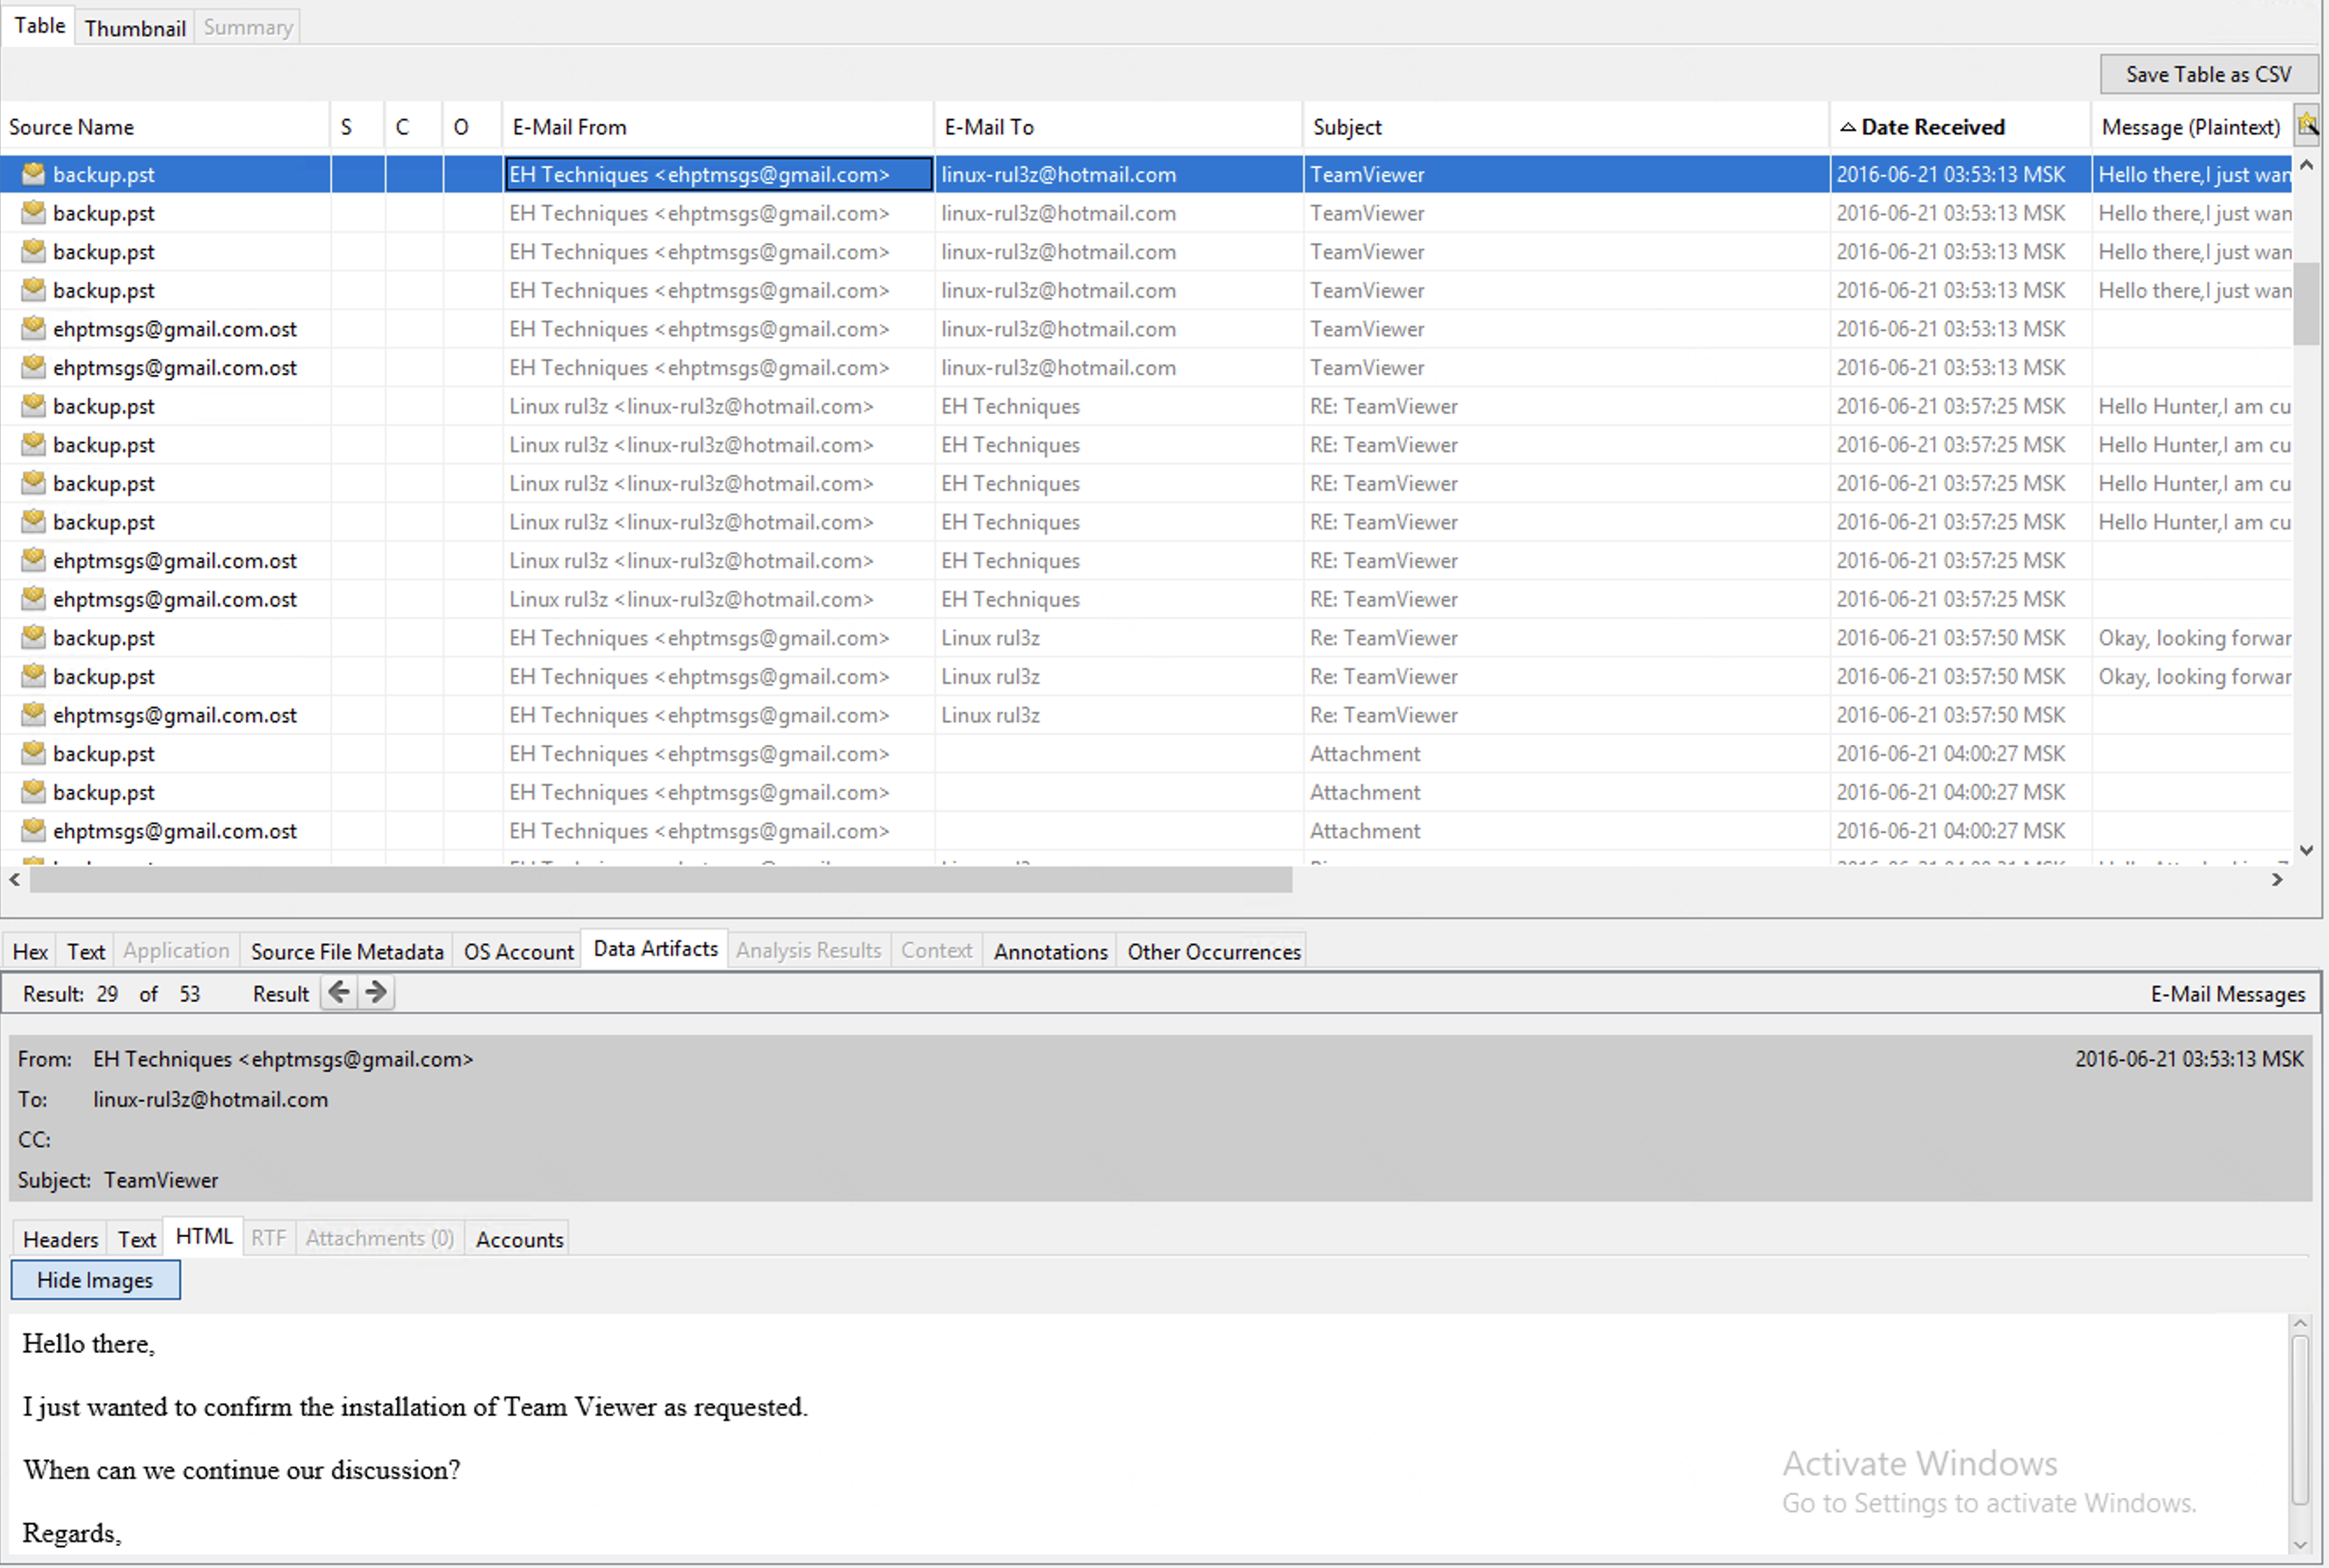 Table Thumbnail Summary
Save Table as CSV
Source Name S C O E-Mail From E-Mail To Subject Date Received Message (Plaintext)
backup.pst EH Techniques <ehptmsgs@gmail.com> linux-rul3z@hotmail.com TeamViewer 2016-06-21 03:53:13 MSK Hello there,I just wan
backup.pst EH Techniques <ehptmsgs@gmail.com> linux-rul3z@hotmail.com TeamViewer 2016-06-21 03:53:13 MSK Hello there,I just wan
backup.pst EH Techniques <ehptmsgs@gmail.com> linux-rul3z@hotmail.com TeamViewer 2016-06-21 03:53:13 MSK Hello there,I just wan
backup.pst EH Techniques <ehptmsgs@gmail.com> linux-rul3z@hotmail.com TeamViewer 2016-06-21 03:53:13 MSK Hello there,I just wan
ehptmsgs@gmail.com.ost EH Techniques <ehptmsgs@gmail.com> linux-rul3z@hotmail.com TeamViewer 2016-06-21 03:53:13 MSK
ehptmsgs@gmail.com.ost EH Techniques <ehptmsgs@gmail.com> linux-rul3z@hotmail.com TeamViewer 2016-06-21 03:53:13 MSK
backup.pst Linux rul3z <linux-rul3z@hotmail.com> EH Techniques RE: TeamViewer 2016-06-21 03:57:25 MSK Hello Hunter,I am cu
backup.pst Linux rul3z <linux-rul3z@hotmail.com> EH Techniques RE: TeamViewer 2016-06-21 03:57:25 MSK Hello Hunter,I am cu
backup.pst Linux rul3z <linux-rul3z@hotmail.com> EH Techniques RE: TeamViewer 2016-06-21 03:57:25 MSK Hello Hunter,I am cu
backup.pst Linux rul3z <linux-rul3z@hotmail.com> EH Techniques RE: TeamViewer 2016-06-21 03:57:25 MSK Hello Hunter,I am cu
ehptmsgs@gmail.com.ost Linux rul3z <linux-rul3z@hotmail.com> EH Techniques RE: TeamViewer 2016-06-21 03:57:25 MSK
ehptmsgs@gmail.com.ost Linux rul3z <linux-rul3z@hotmail.com> EH Techniques RE: TeamViewer 2016-06-21 03:57:25 MSK
backup.pst EH Techniques <ehptmsgs@gmail.com> Linux rul3z Re: TeamViewer 2016-06-21 03:57:50 MSK Okay, looking forwar
backup.pst EH Techniques <ehptmsgs@gmail.com> Linux rul3z Re: TeamViewer 2016-06-21 03:57:50 MSK Okay, looking forwar
ehptmsgs@gmail.com.ost EH Techniques <ehptmsgs@gmail.com> Linux rul3z Re: TeamViewer 2016-06-21 03:57:50 MSK
backup.pst EH Techniques <ehptmsgs@gmail.com> Attachment 2016-06-21 04:00:27 MSK
backup.pst EH Techniques <ehptmsgs@gmail.com> Attachment 2016-06-21 04:00:27 MSK
ehptmsgs@gmail.com.ost EH Techniques <ehptmsgs@gmail.com> Attachment 2016-06-21 04:00:27 MSK
Hex Text Application Source File Metadata OS Account Data Artifacts Analysis Results Context Annotations Other Occurrences
Result: 29 of 53 Result E-Mail Messages
From: EH Techniques <ehptmsgs@gmail.com> 2016-06-21 03:53:13 MSK
To: linux-rul3z@hotmail.com
CC:
Subject: TeamViewer
Headers Text HTML RTF Attachments (0) Accounts
Hide Images
Hello there,
I just wanted to confirm the installation of Team Viewer as requested.
When can we continue our discussion?
Regards,
Activate Windows
Go to Settings to activate Windows.